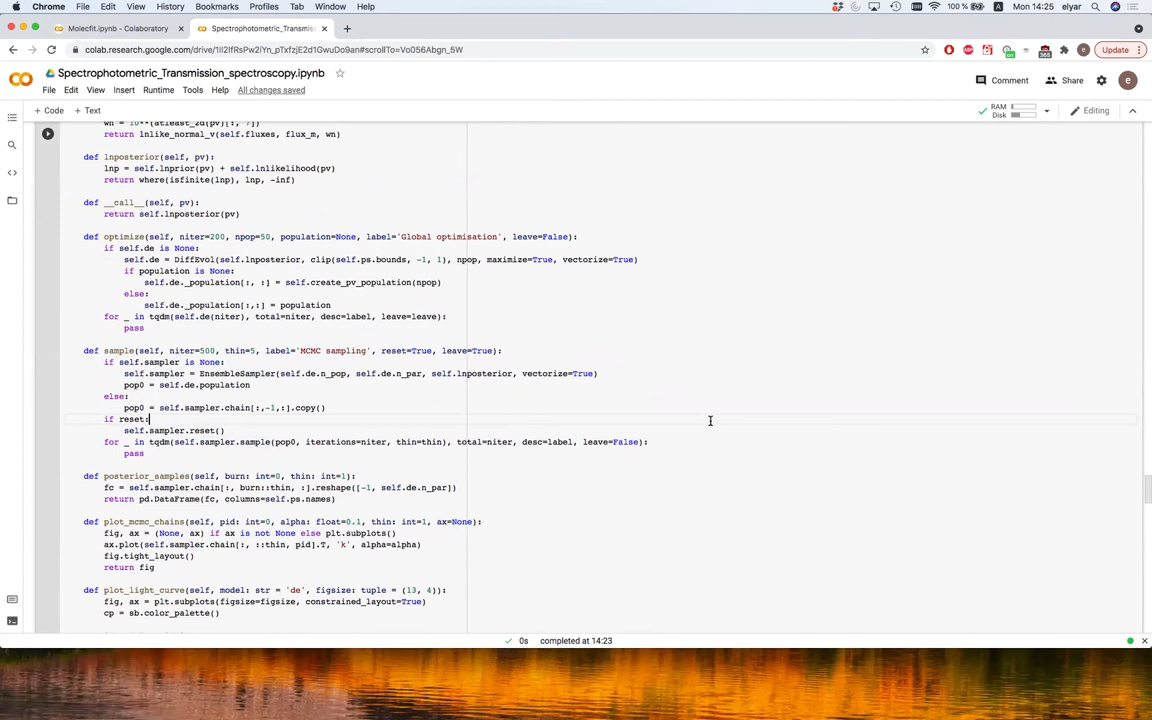 Chrome File Edit View History Bookmarks Profiles Tab Window Help 100 % A Mon 14:25 elyar
Molecfit.ipynb - Colaboratory Spectrophotometric_Transmiss
colab.research.google.com/drive/1Il2IfRsPw2iYn_pTxfzjE2d1GwuDo9an#scrollTo=Vo056Abgn_5W Update
Spectrophotometric_Transmission_spectroscopy.ipynb
Comment Share e
File Edit View Insert Runtime Tools Help All changes saved
+ Code + Text RAM Disk Editing
wn = 10**(atleast_2d(pv)[:, 7])
return lnlike_normal_v(self.fluxes, flux_m, wn)
def lnposterior(self, pv):
lnp = self.lnprior(pv) + self.lnlikelihood(pv)
return where(isfinite(lnp), lnp, -inf)
def __call__(self, pv):
return self.lnposterior(pv)
def optimize(self, niter=200, npop=50, population=None, label='Global optimisation', leave=False):
if self.de is None:
self.de = DiffEvol(self.lnposterior, clip(self.ps.bounds, -1, 1), npop, maximize=True, vectorize=True)
if population is None:
self.de._population[:, :] = self.create_pv_population(npop)
else:
self.de._population[:,:] = population
for _ in tqdm(self.de(niter), total=niter, desc=label, leave=leave):
pass
def sample(self, niter=500, thin=5, label='MCMC sampling', reset=True, leave=True):
if self.sampler is None:
self.sampler = EnsembleSampler(self.de.n_pop, self.de.n_par, self.lnposterior, vectorize=True)
pop0 = self.de.population
else:
pop0 = self.sampler.chain[:,-1,:].copy()
if reset:
self.sampler.reset()
for _ in tqdm(self.sampler.sample(pop0, iterations=niter, thin=thin), total=niter, desc=label, leave=False):
pass
def posterior_samples(self, burn: int=0, thin: int=1):
fc = self.sampler.chain[:, burn::thin, :].reshape([-1, self.de.n_par])
return pd.DataFrame(fc, columns=self.ps.names)
def plot_mcmc_chains(self, pid: int=0, alpha: float=0.1, thin: int=1, ax=None):
fig, ax = (None, ax) if ax is not None else plt.subplots()
ax.plot(self.sampler.chain[:, ::thin, pid].T, 'k', alpha=alpha)
fig.tight_layout()
return fig
def plot_light_curve(self, model: str = 'de', figsize: tuple = (13, 4)):
fig, ax = plt.subplots(figsize=figsize, constrained_layout=True)
cp = sb.color_palette()
0s completed at 14:23